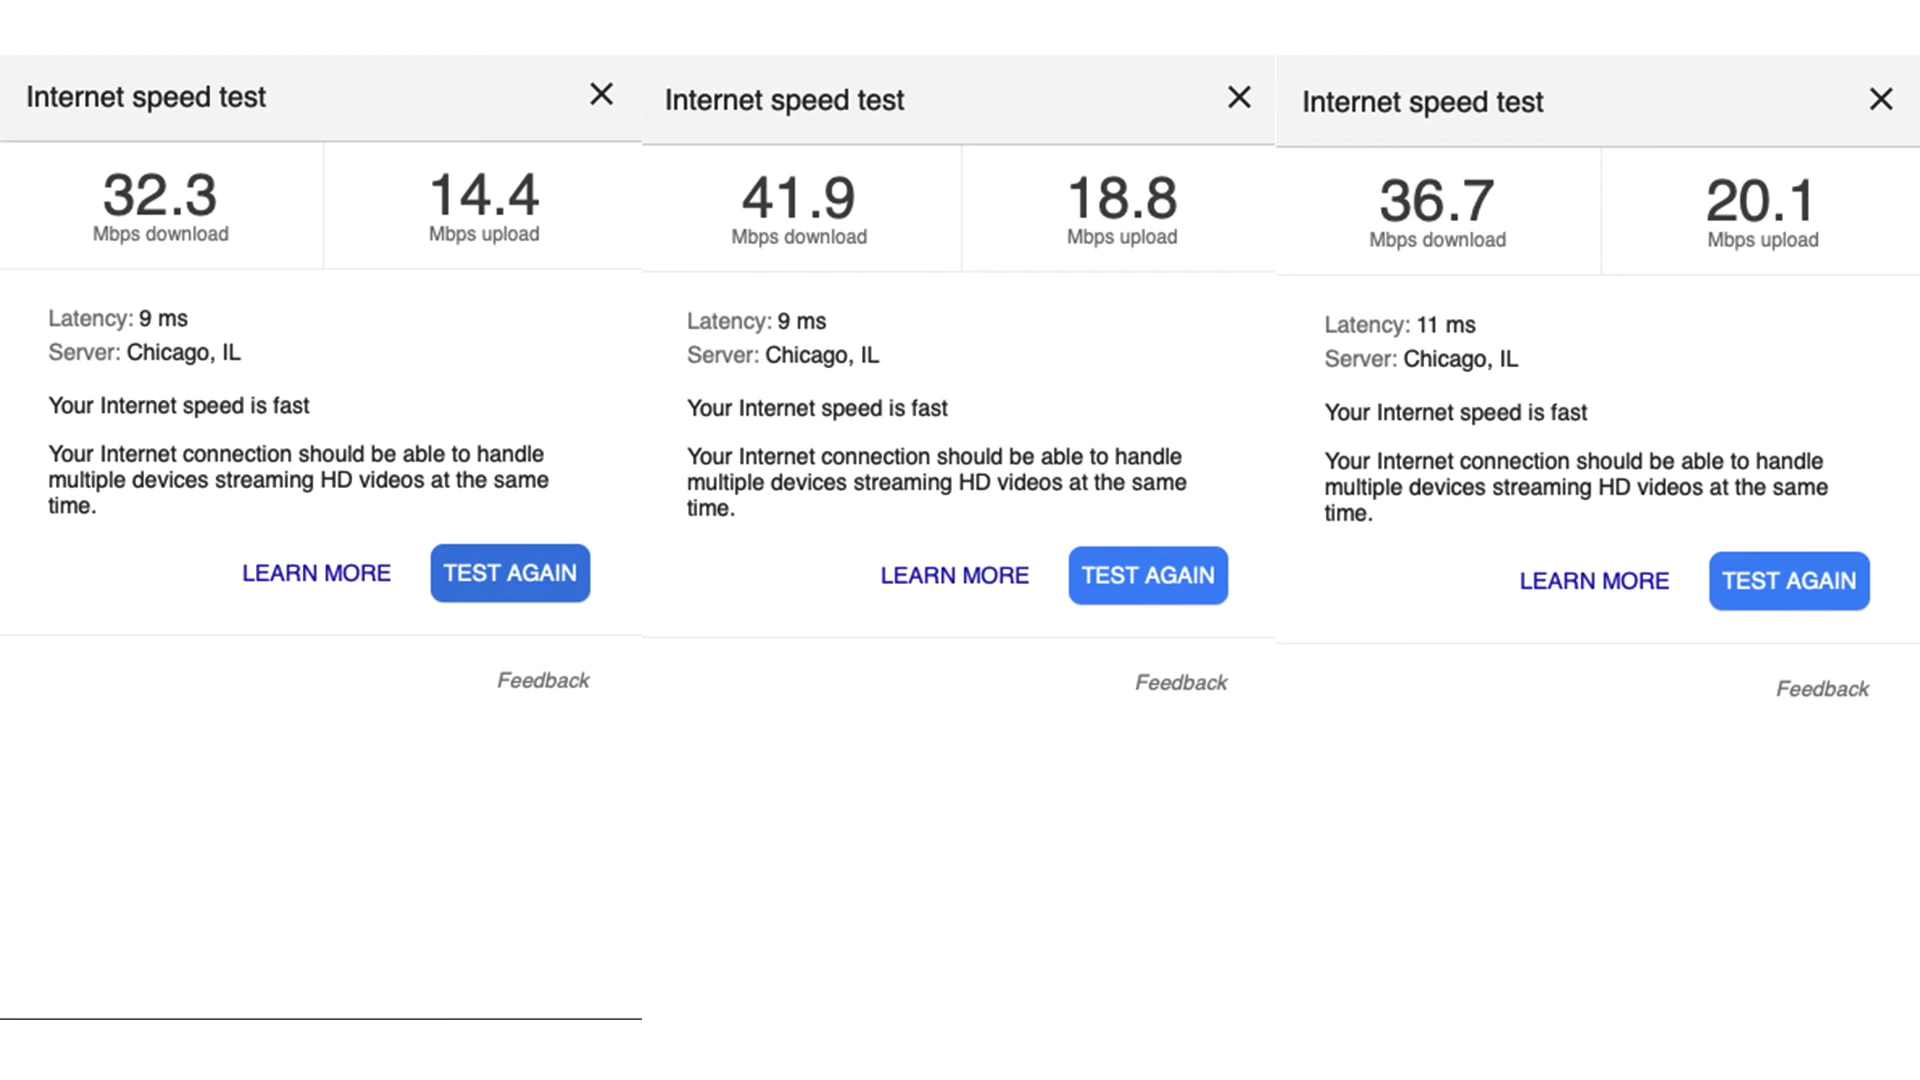 Internet speed test
32.3
Mbps download
14.4
Mbps upload
Latency: 9 ms
Server: Chicago, IL
Your Internet speed is fast
Your Internet connection should be able to handle
multiple devices streaming HD videos at the same
time.
LEARN MORE
TEST AGAIN
Feedback
Internet speed test
41.9
Mbps download
18.8
Mbps upload
Latency: 9 ms
Server: Chicago, IL
Your Internet speed is fast
Your Internet connection should be able to handle
multiple devices streaming HD videos at the same
time.
LEARN MORE
TEST AGAIN
Feedback
Internet speed test
36.7
Mbps download
20.1
Mbps upload
Latency: 11 ms
Server: Chicago, IL
Your Internet speed is fast
Your Internet connection should be able to handle
multiple devices streaming HD videos at the same
time.
LEARN MORE
TEST AGAIN
Feedback